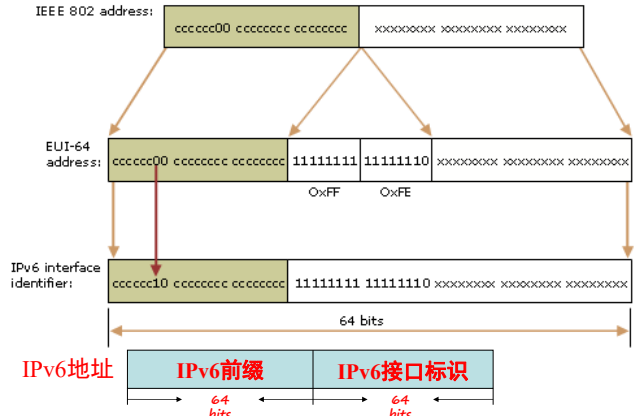 IEEE 802 address:
cccccc00 cccccccc cccccccc xxxxxxxx xxxxxxxx xxxxxxxx
EUI-64
address:
cccccc00 cccccccc cccccccc 11111111 11111110 xxxxxxxx xxxxxxxx xxxxxxxx
0xFF 0xFE
IPv6 interface
identifier:
cccccc10 cccccccc cccccccc 11111111 11111110 xxxxxxxx xxxxxxxx xxxxxxxx
64 bits
IPv6地址 IPv6前缀 IPv6接口标识
64 64
bits bits